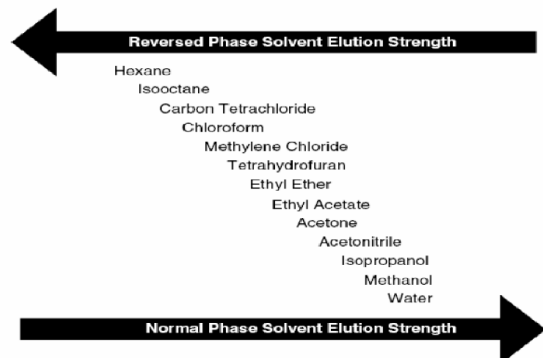 Reversed Phase Solvent Elution Strength
Hexane
Isooctane
Carbon Tetrachloride
Chloroform
Methylene Chloride
Tetrahydrofuran
Ethyl Ether
Ethyl Acetate
Acetone
Acetonitrile
Isopropanol
Methanol
Water
Normal Phase Solvent Elution Strength